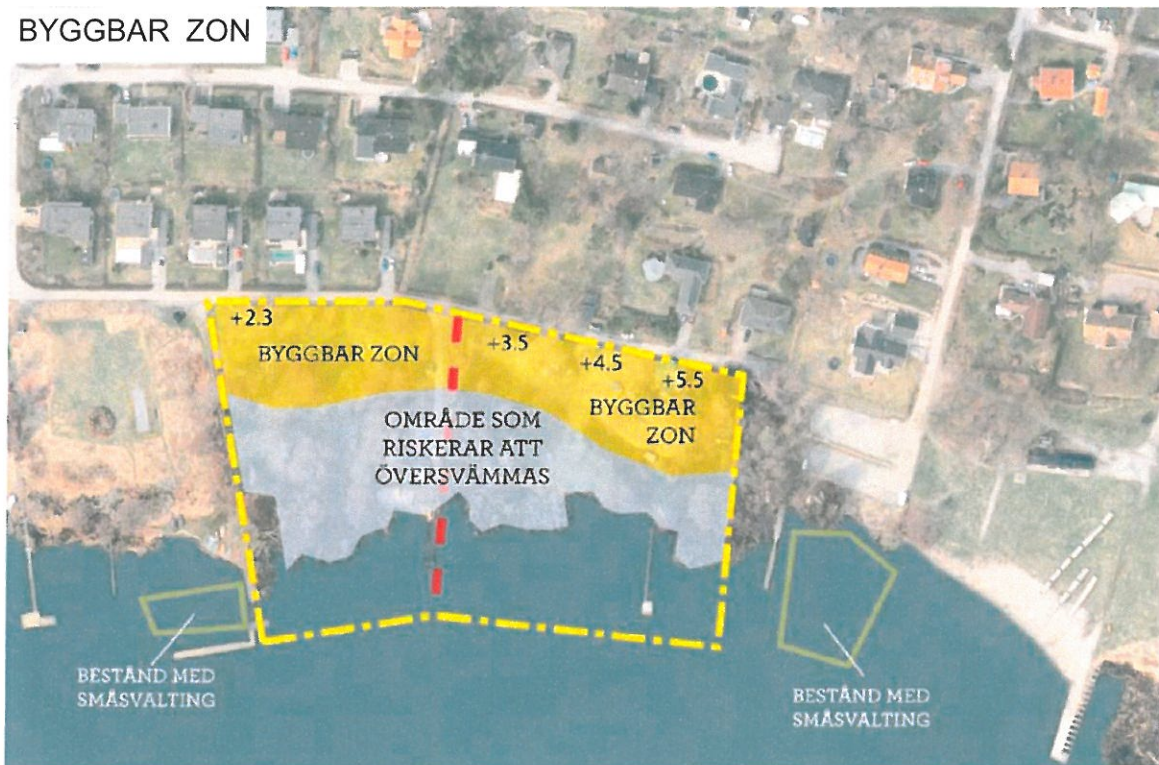 BYGGBAR ZON
+2.3
BYGGBAR ZON
+3.5
+4.5
+5.5
BYGGBAR
ZON
OMRÅDE SOM
RISKERAR ATT
ÖVERSVÄMMAS
BESTÅND MED
SMÅSVALTING
BESTÅND MED
SMÅSVALTING